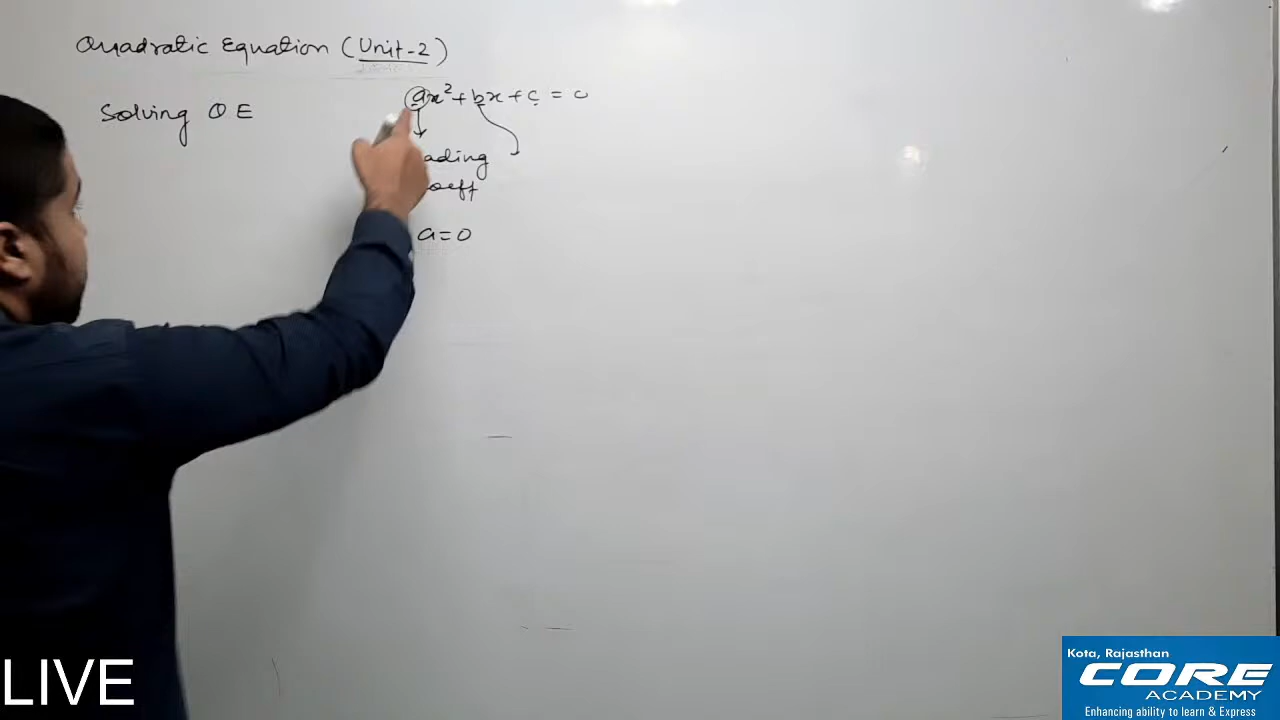 Quadratic Equation (Unit-2)
Solving QE
ax² + bx + c = 0
ading
oeff
a = 0
LIVE
Kota, Rajasthan
CORE
ACADEMY
Enhancing ability to learn & Express